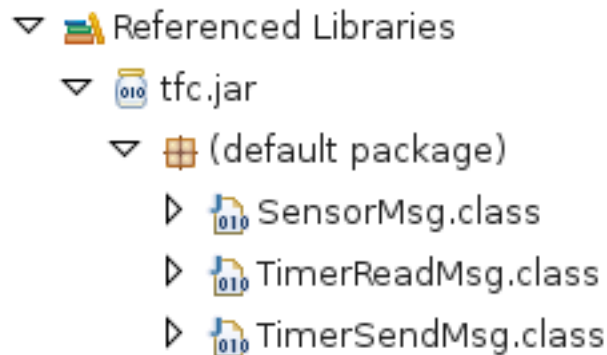 Referenced Libraries
tfc.jar
(default package)
SensorMsg.class
TimerReadMsg.class
TimerSendMsg.class